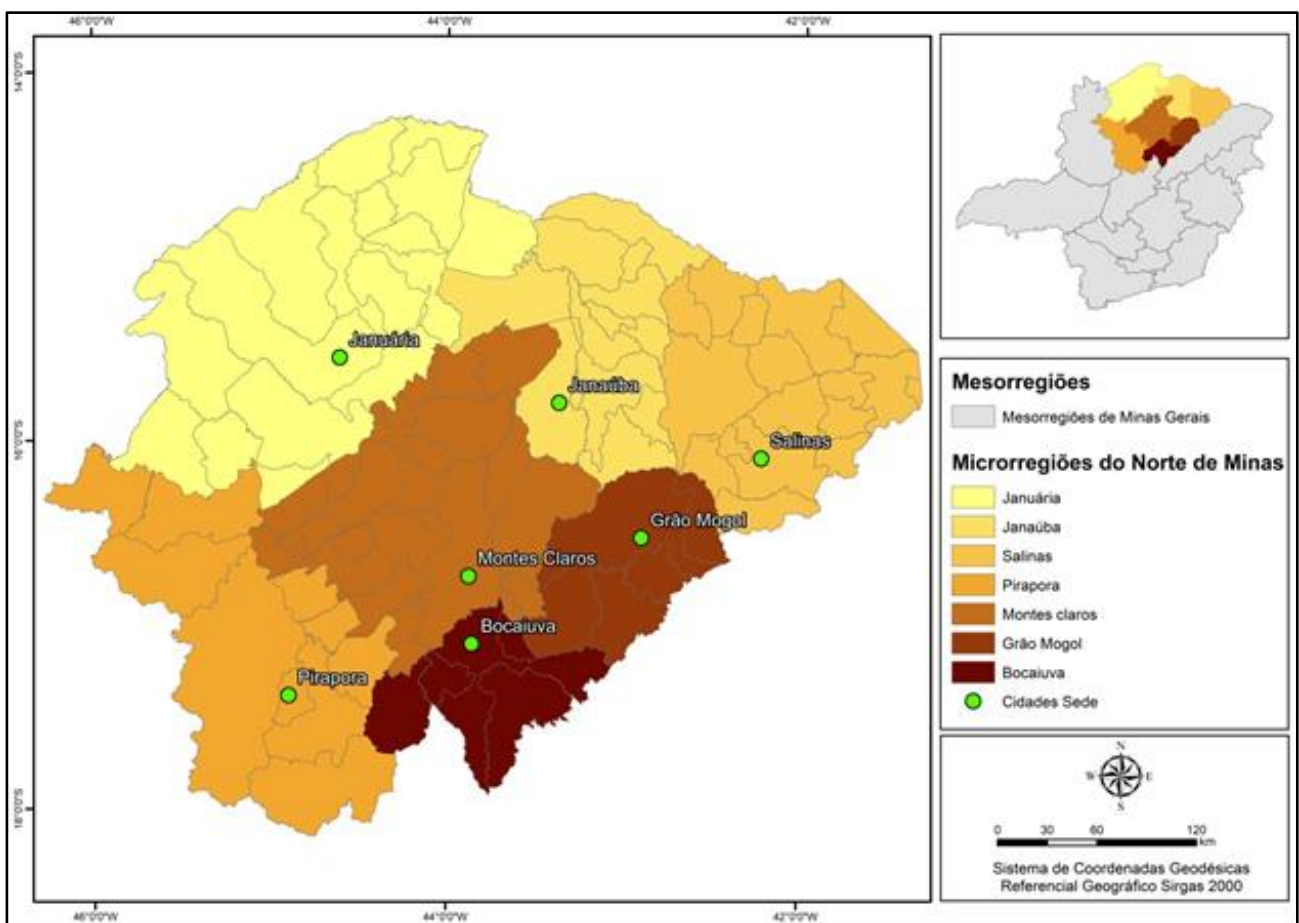 46°0'0"W 44°0'0"W 42°0'0"W
14°0'0"S
16°0'0"S
18°0'0"S
Januária
Janaúba
Salinas
Grão Mogol
Montes Claros
Bocaiuva
Pirapora
46°0'0"W 44°0'0"W 42°0'0"W
Mesorregiões
Mesorregiões de Minas Gerais
Microrregiões do Norte de Minas
Januária
Janaúba
Salinas
Pirapora
Montes claros
Grão Mogol
Bocaiuva
Cidades Sede
N
W E
S
0 30 60 120
km
Sistema de Coordenadas Geodésicas
Referencial Geográfico Sirgas 2000